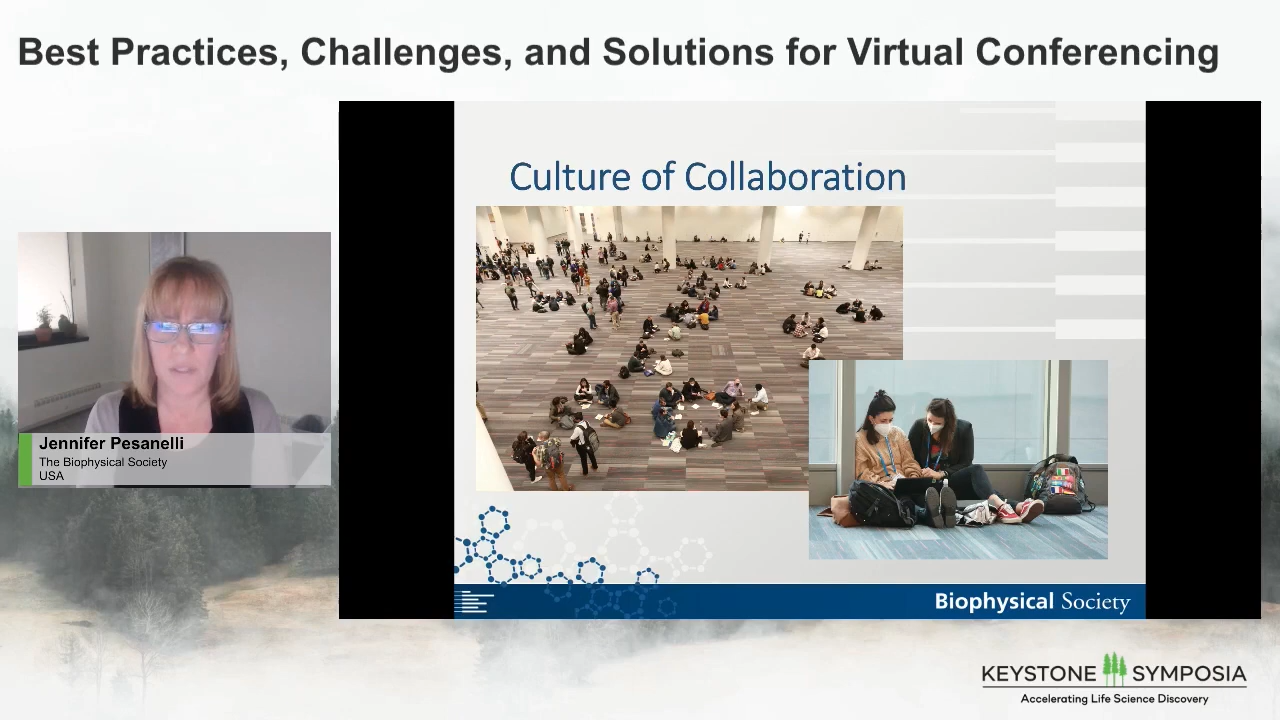 Best Practices, Challenges, and Solutions for Virtual Conferencing
Culture of Collaboration
Jennifer Pesanelli
The Biophysical Society
USA
Biophysical Society
KEYSTONE SYMPOSIA
Accelerating Life Science Discovery